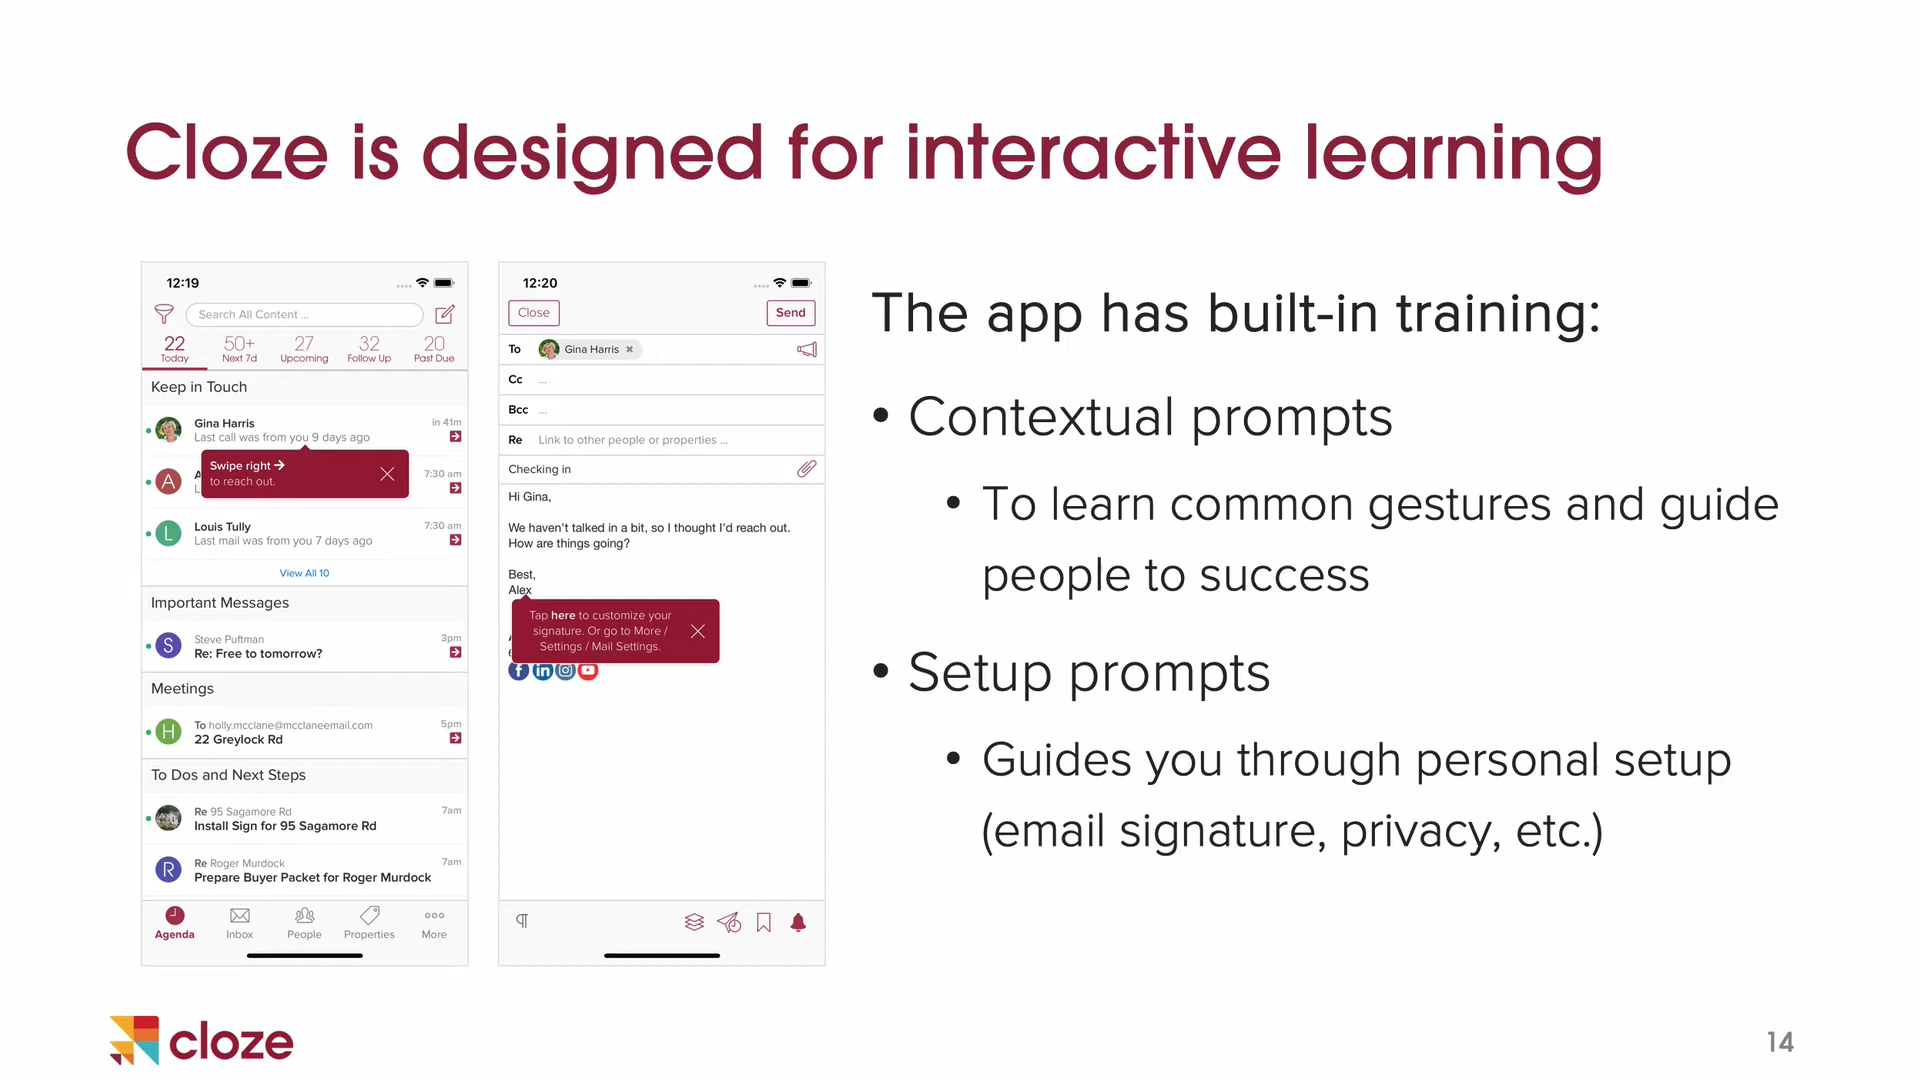 Cloze is designed for interactive learning
12:19
Search All Content ...
22 50+ 27 32 20
Today Next 7d Upcoming Follow Up Past Due
Keep in Touch
Gina Harris in 41m
Last call was from you 9 days ago
Swipe right →
to reach out.
A 7:30 am
L Louis Tully 7:30 am
Last mail was from you 7 days ago
View All 10
Important Messages
S Steve Puftman 3pm
Re: Free to tomorrow?
Meetings
H To holly.mcclane@mcclaneemail.com 5pm
22 Greylock Rd
To Dos and Next Steps
Re 95 Sagamore Rd 7am
Install Sign for 95 Sagamore Rd
R Re Roger Murdock 7am
Prepare Buyer Packet for Roger Murdock
Agenda Inbox People Properties More
12:20
Close Send
To Gina Harris ×
Cc ...
Bcc ...
Re Link to other people or properties ...
Checking in
Hi Gina,
We haven't talked in a bit, so I thought I'd reach out.
How are things going?
Best,
Alex
Tap here to customize your
signature. Or go to More /
Settings / Mail Settings.
The app has built-in training:
• Contextual prompts
• To learn common gestures and guide
people to success
• Setup prompts
• Guides you through personal setup
(email signature, privacy, etc.)
cloze
14